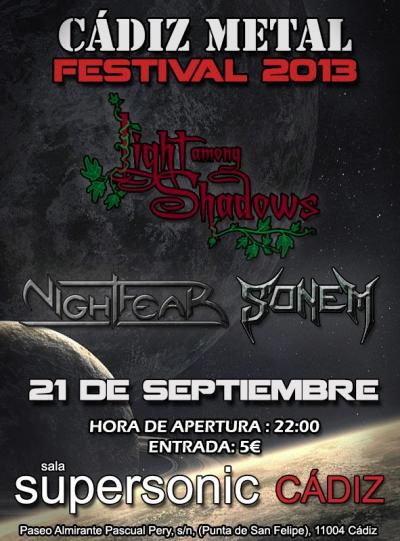 CÁDIZ METAL
FESTIVAL 2013
Light among
Shadows
NIGHTFEAR SONEM
21 DE SEPTIEMBRE
HORA DE APERTURA : 22:00
ENTRADA: 5€
sala
supersonic CÁDIZ
Paseo Almirante Pascual Pery, s/n, (Punta de San Felipe), 11004 Cádiz